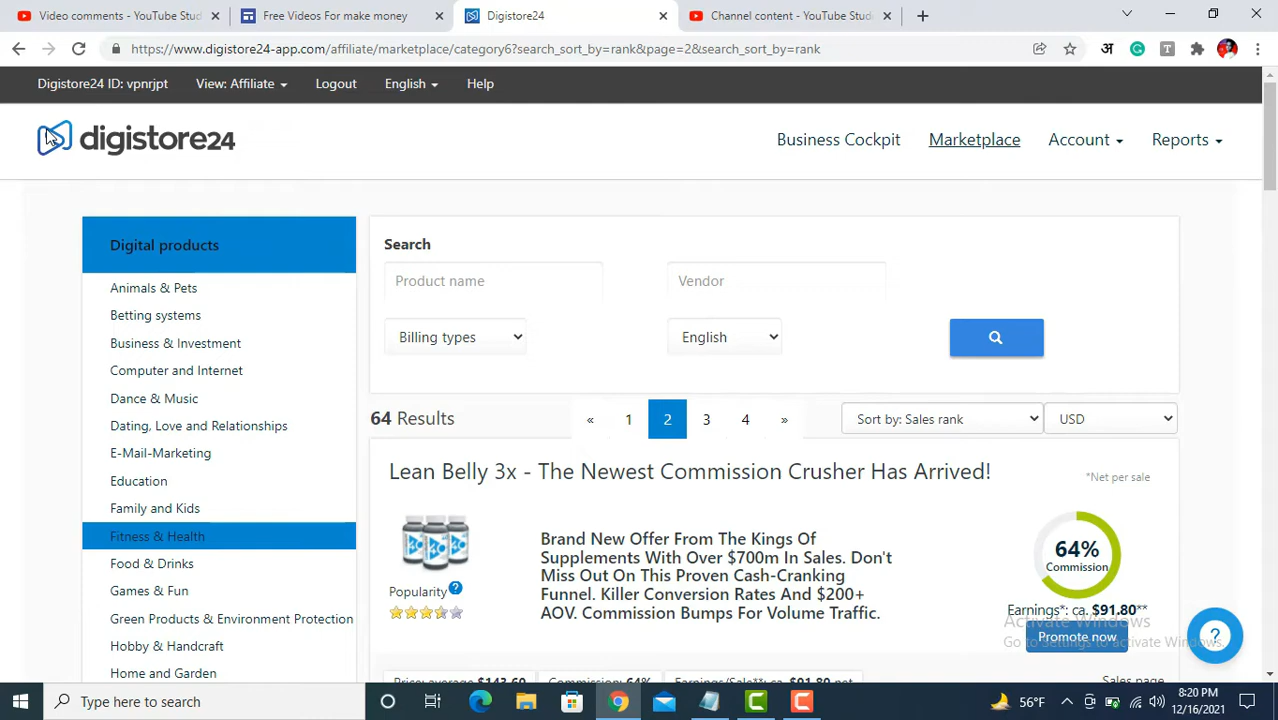 Video comments - YouTube Stud
Free Videos For make money
Digistore24
Channel content - YouTube Stud
https://www.digistore24-app.com/affiliate/marketplace/category6?search_sort_by=rank&page=2&search_sort_by=rank
अ
Digistore24 ID: vpnrjpt
View: Affiliate
Logout
English
Help
digistore24
Business Cockpit
Marketplace
Account
Reports
Digital products
Animals & Pets
Betting systems
Business & Investment
Computer and Internet
Dance & Music
Dating, Love and Relationships
E-Mail-Marketing
Education
Family and Kids
Fitness & Health
Food & Drinks
Games & Fun
Green Products & Environment Protection
Hobby & Handcraft
Home and Garden
Search
Product name
Vendor
Billing types
English
64 Results
« 1 2 3 4 »
Sort by: Sales rank
USD
Lean Belly 3x - The Newest Commission Crusher Has Arrived!
*Net per sale
Popularity ?
Brand New Offer From The Kings Of
Supplements With Over $700m In Sales. Don't
Miss Out On This Proven Cash-Cranking
Funnel. Killer Conversion Rates And $200+
AOV. Commission Bumps For Volume Traffic.
64%
Commission
Earnings*: ca. $91.80**
Promote now
Activate Windows
Go to Settings to activate Windows.
?
Price: average $143.60
Commission: 64%
Earnings/Sale**: ca. $91.80 net
Sales page
Type here to search
56°F
8:20 PM
12/16/2021